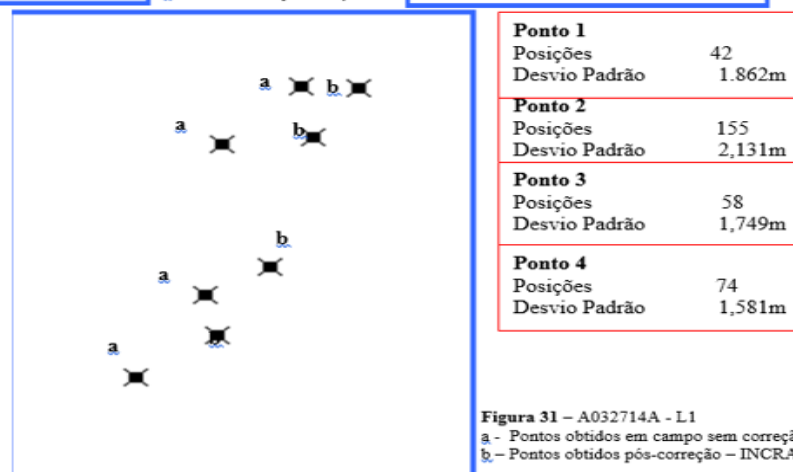 a b
a b
b
a
a
Ponto 1
Posições 42
Desvio Padrão 1.862m
Ponto 2
Posições 155
Desvio Padrão 2,131m
Ponto 3
Posições 58
Desvio Padrão 1,749m
Ponto 4
Posições 74
Desvio Padrão 1,581m
Figura 31 – A032714A - L1
a - Pontos obtidos em campo sem correçã
b – Pontos obtidos pós-correção – INCRA